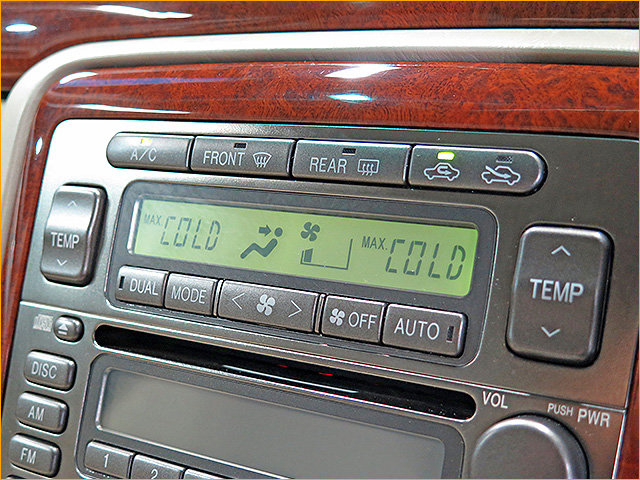 A/C FRONT REAR
MAX. COLD MAX. COLD
TEMP TEMP
DUAL MODE < > OFF AUTO
DISC
VOL PUSH PWR
AM
FM
1 2